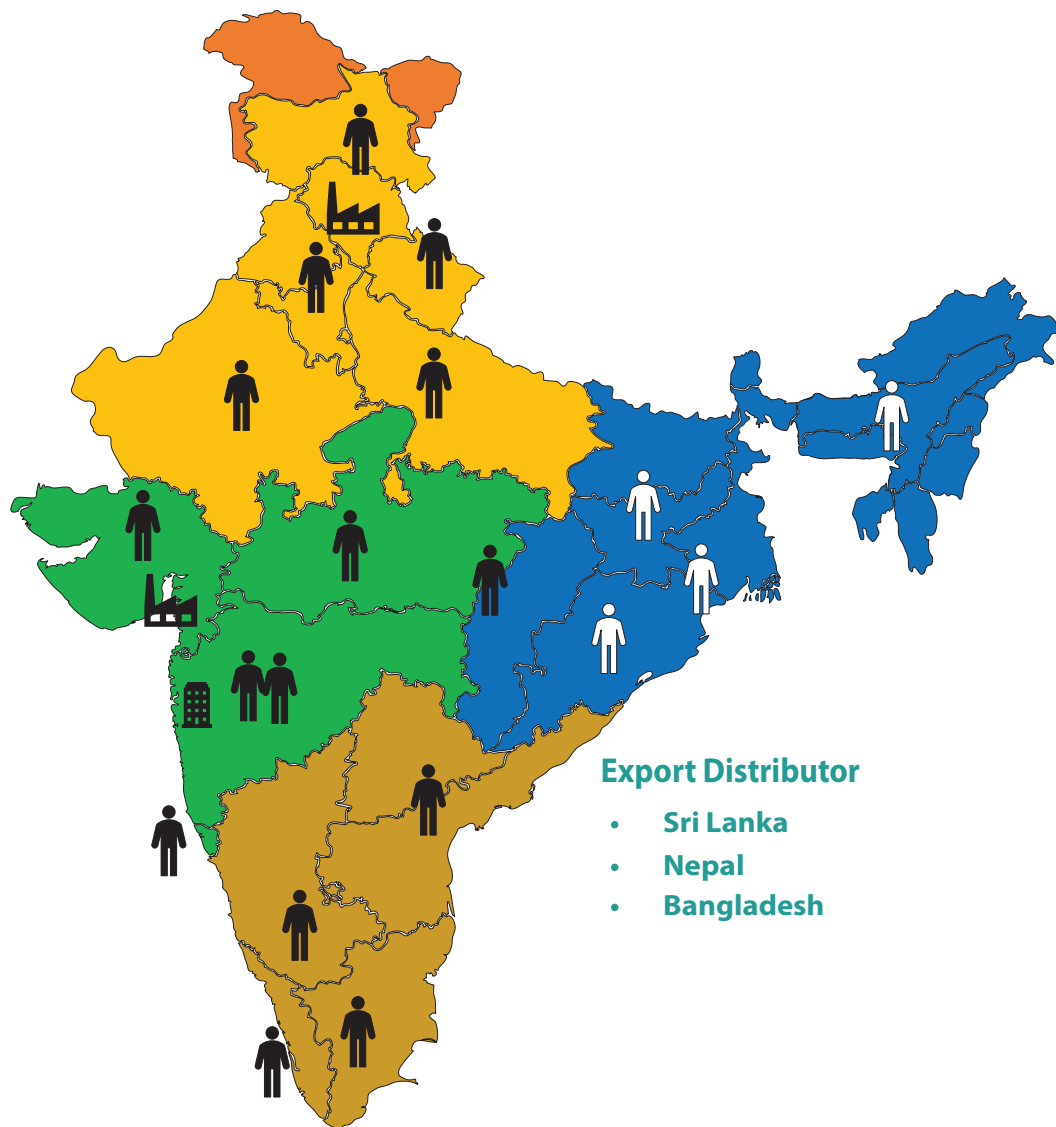 Export Distributor
• Sri Lanka
• Nepal
• Bangladesh